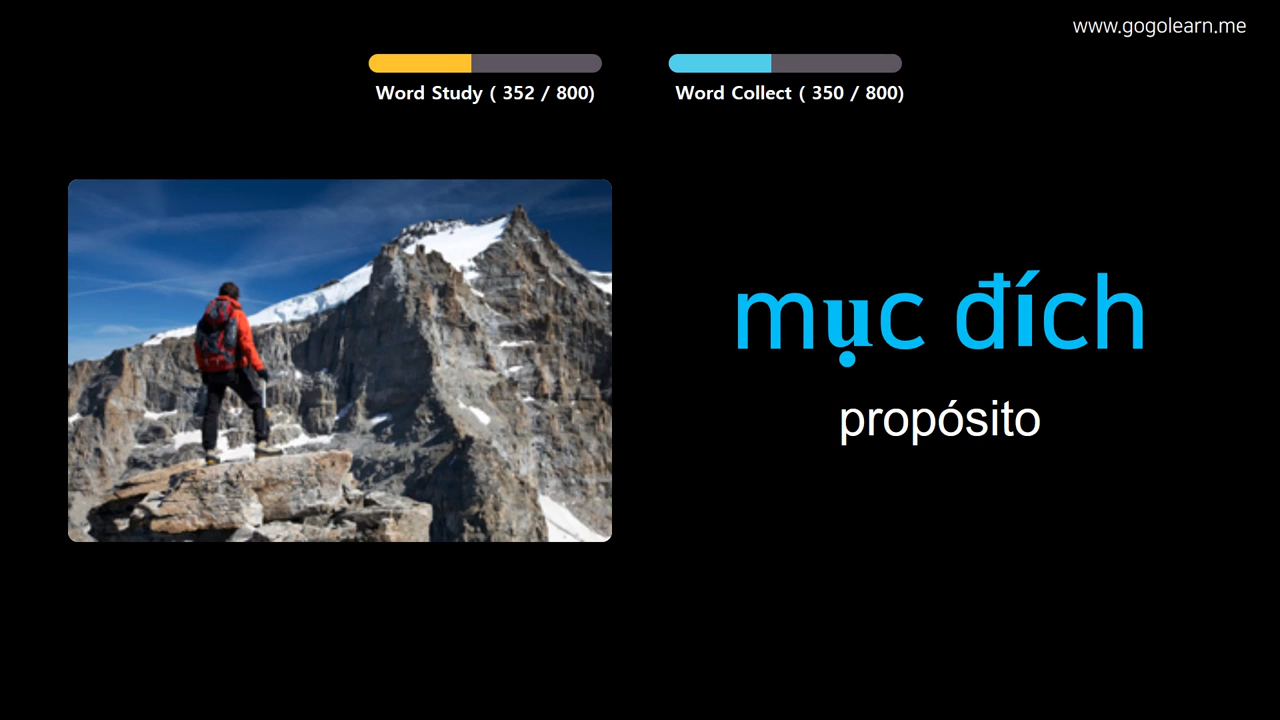 www.gogolearn.me
Word Study ( 352 / 800)
Word Collect ( 350 / 800)
mục đích
propósito